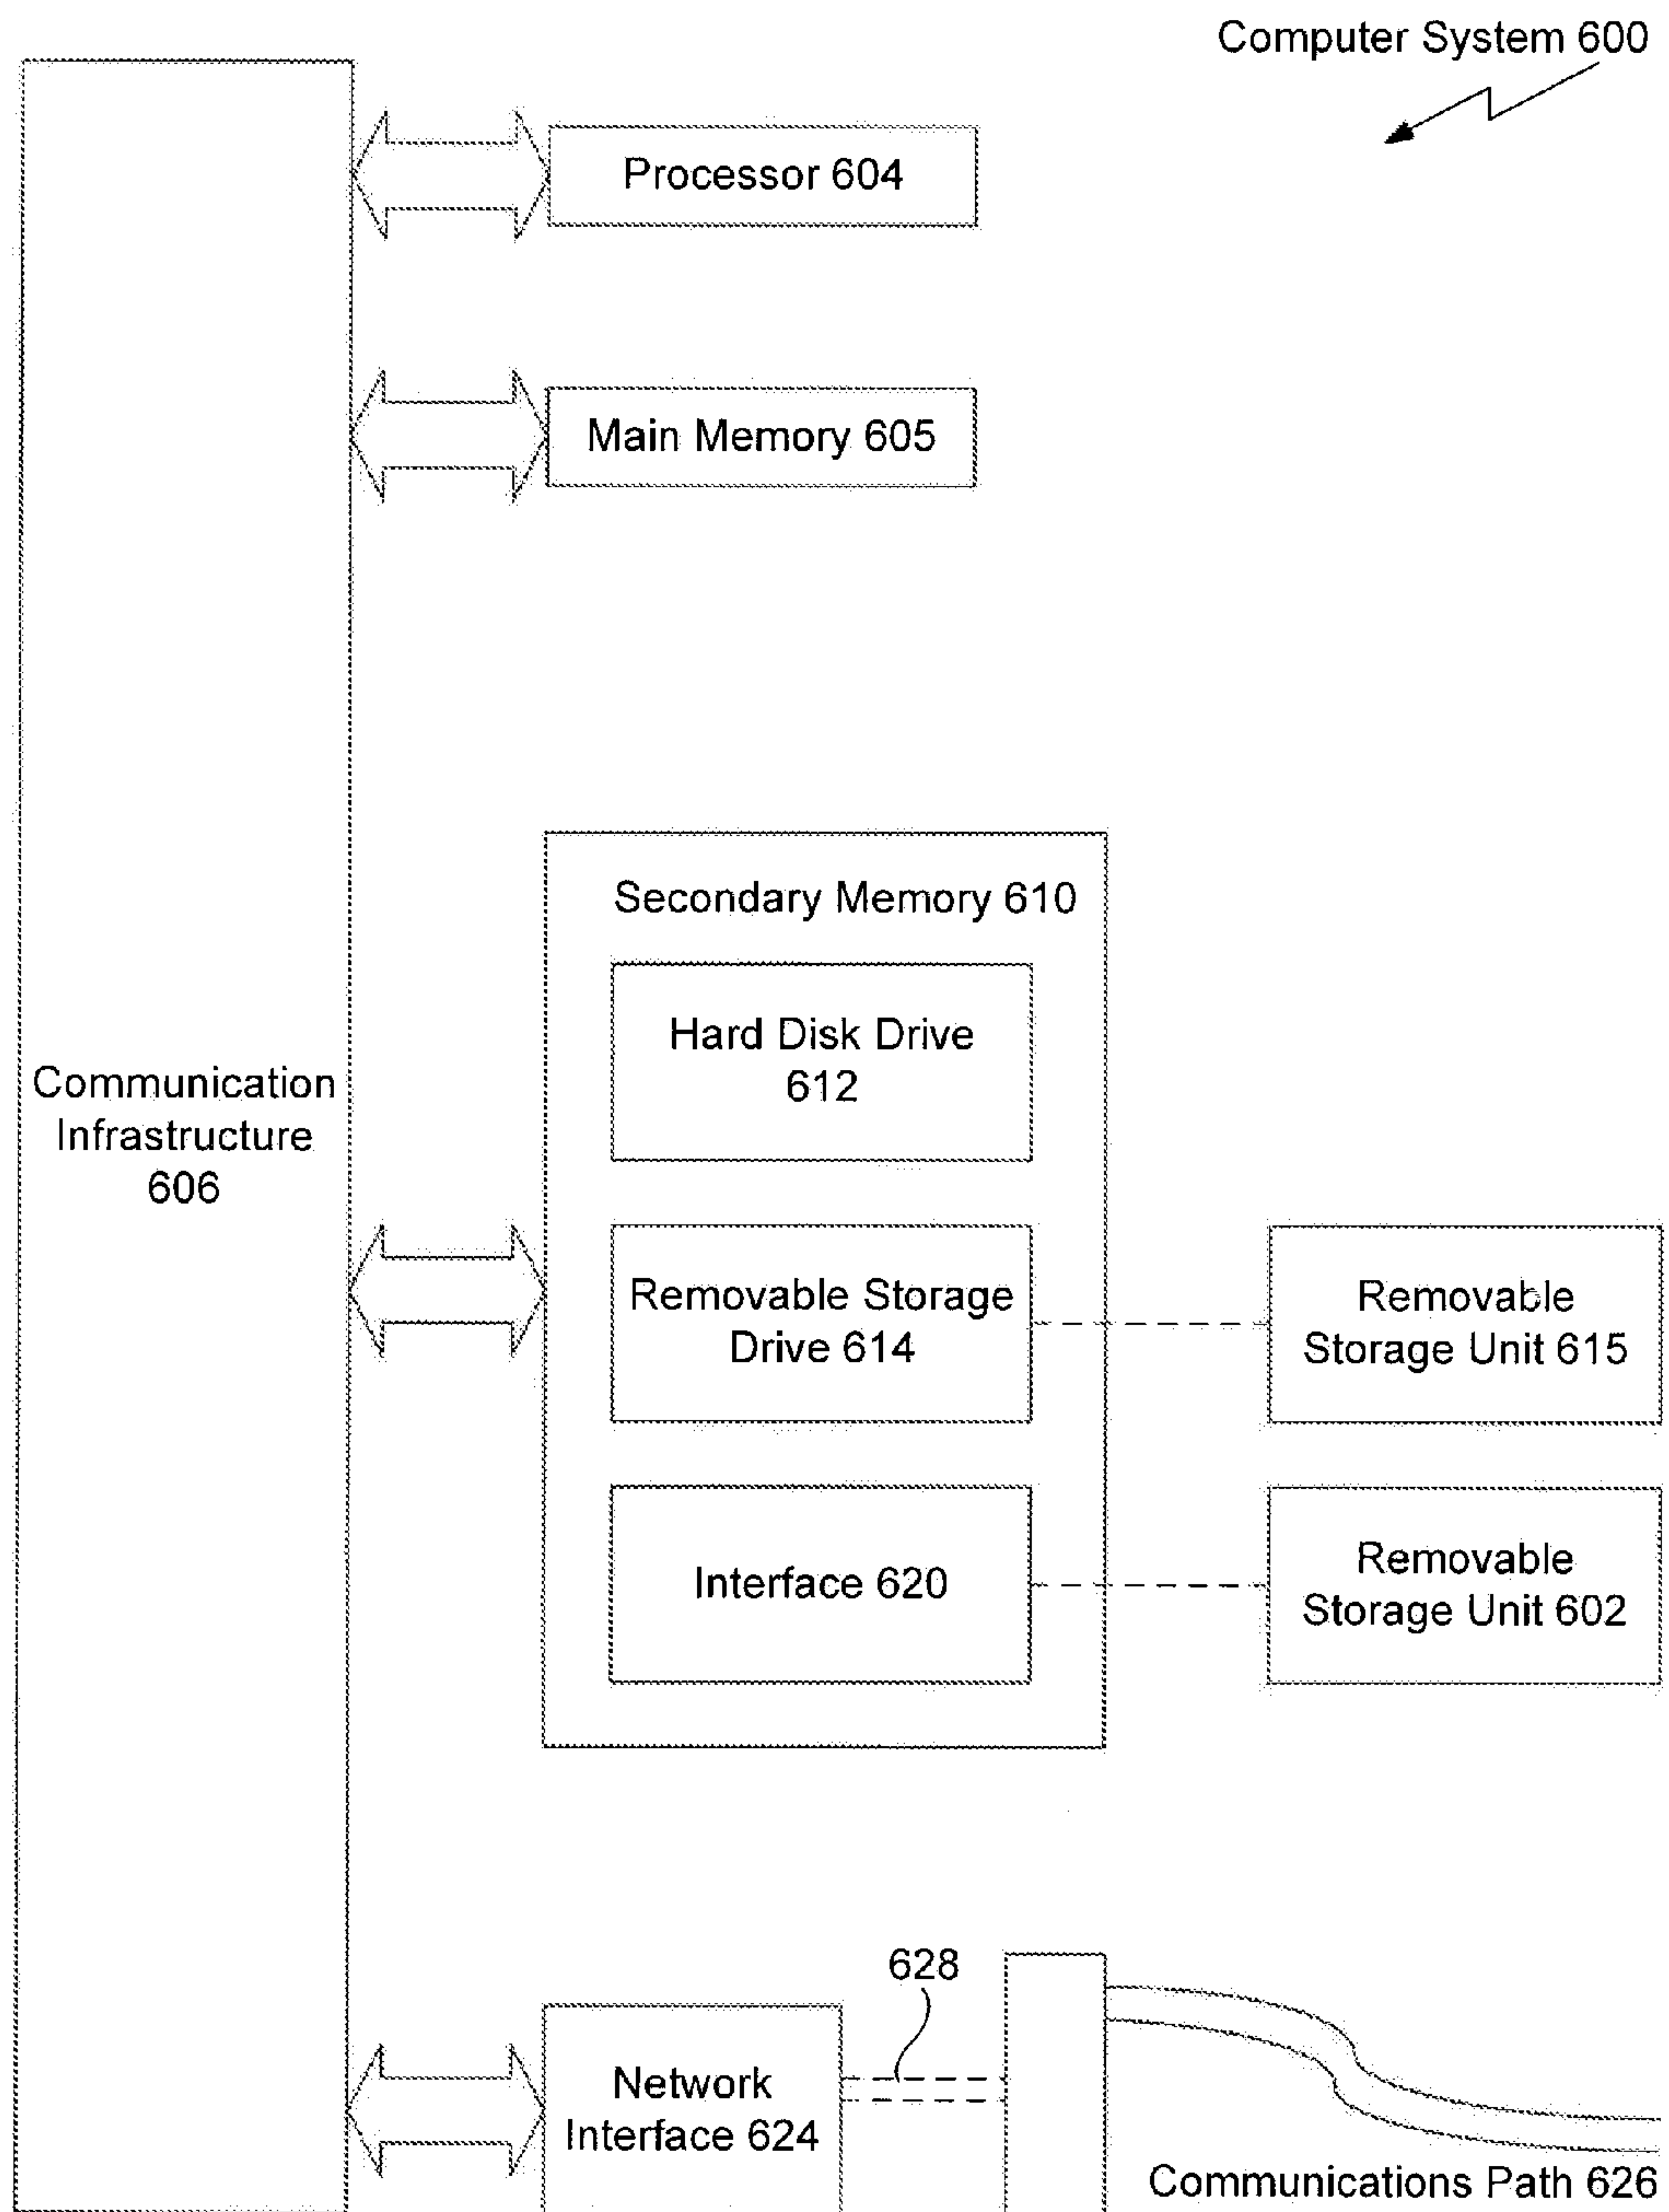 Computer System 600
Processor 604
Main Memory 605
Secondary Memory 610
Hard Disk Drive
612
Communication
Infrastructure
606
Removable Storage
Drive 614
Removable
Storage Unit 615
Interface 620
Removable
Storage Unit 602
628
Network
Interface 624
Communications Path 626